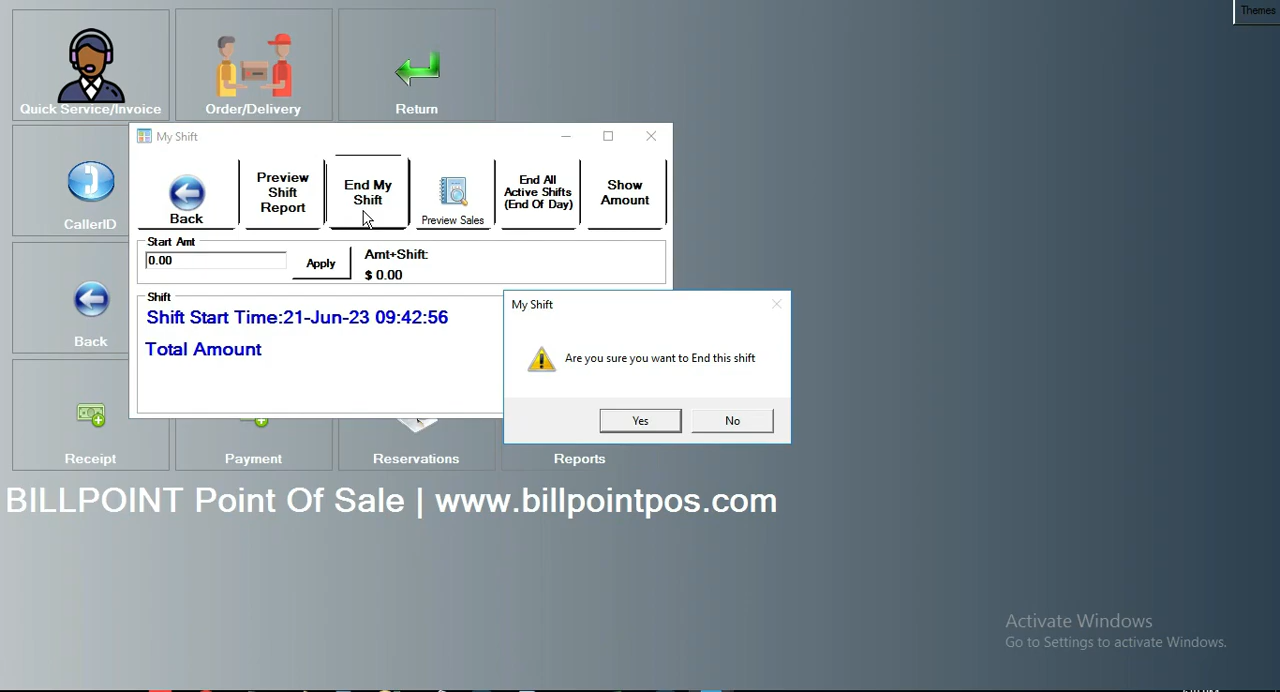 Themes
Quick Service/Invoice
Order/Delivery
Return
My Shift
Back
Preview
Shift
Report
End My
Shift
Preview Sales
End All
Active Shifts
(End Of Day)
Show
Amount
CallerID
Start Amt
0.00
Apply
Amt+Shift:
$ 0.00
Shift
Shift Start Time:21-Jun-23 09:42:56
Total Amount
My Shift
Are you sure you want to End this shift
Yes
No
Back
Receipt
Payment
Reservations
Reports
BILLPOINT Point Of Sale | www.billpointpos.com
Activate Windows
Go to Settings to activate Windows.